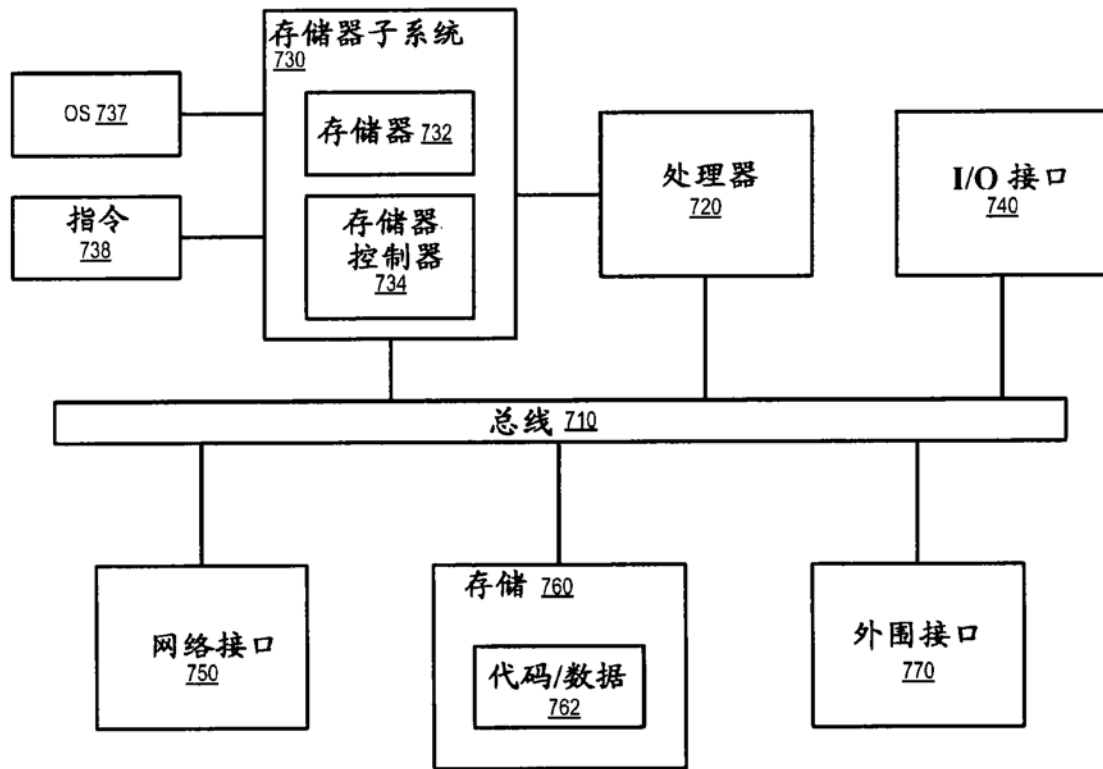 存储器子系统
730
OS 737
存储器 732
指令
738
存储器
控制器
734
处理器
720
I/O 接口
740
总线 710
网络接口
750
存储 760
代码/数据
762
外围接口
770